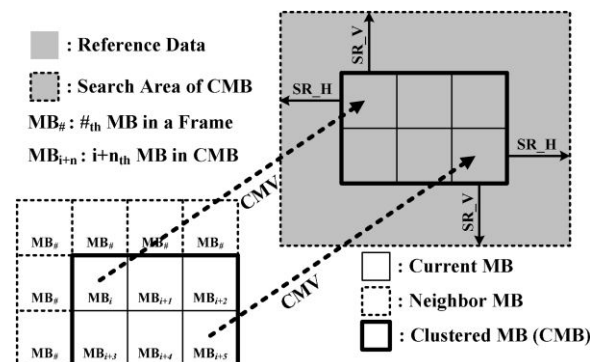 : Reference Data
: Search Area of CMB
MB# : #th MB in a Frame
MBi+n : i+nth MB in CMB
SR_V
SR_H
SR_H
SR_V
CMV
CMV
MB# MB# MB# MB#
MB# MBi MBi+1 MBi+2
MB# MBi+3 MBi+4 MBi+5
: Current MB
: Neighbor MB
: Clustered MB (CMB)